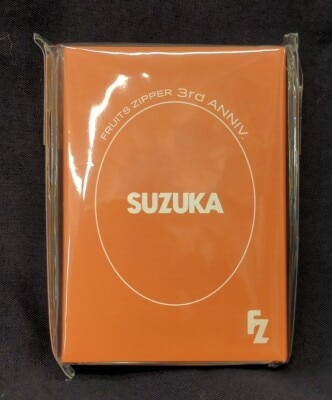 FRUITS ZIPPER 3rd ANNIV.
SUZUKA
FZ